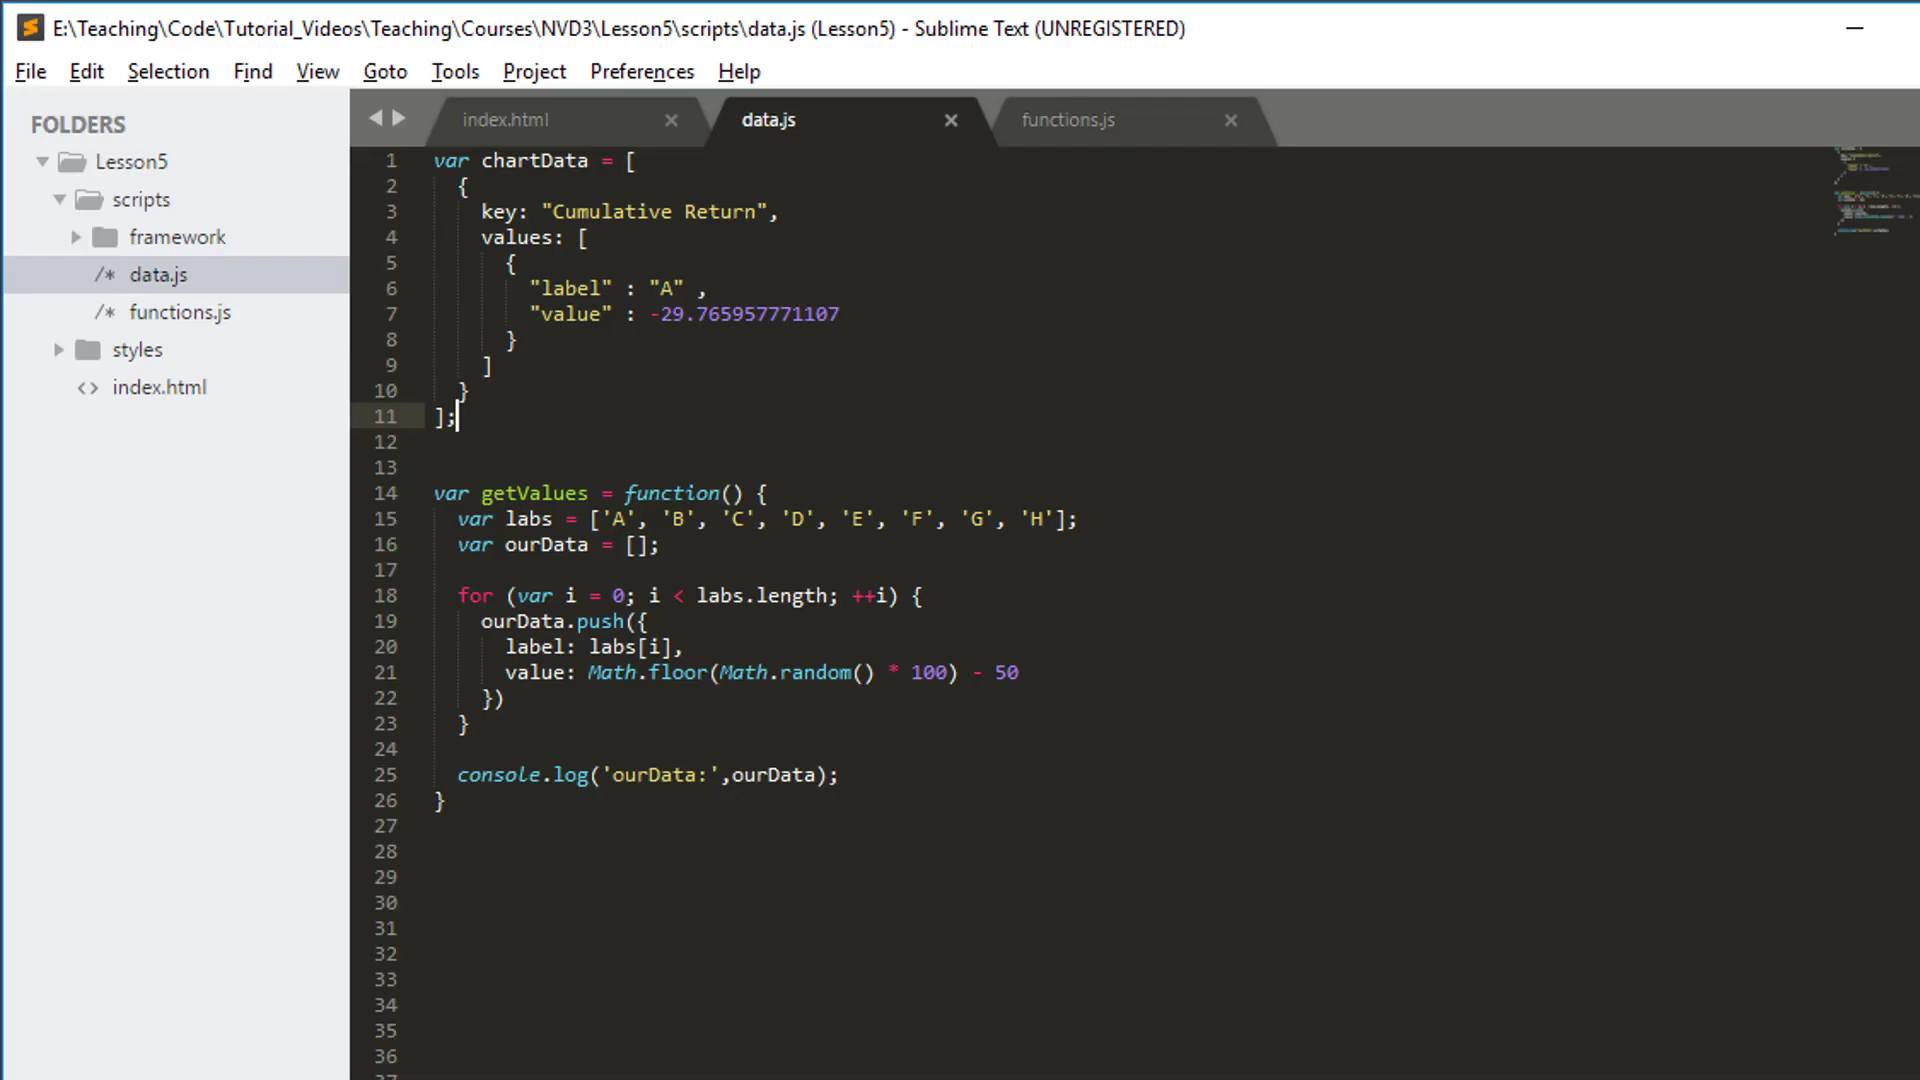 E:\Teaching\Code\Tutorial_Videos\Teaching\Courses\NVD3\Lesson5\scripts\data.js (Lesson5) - Sublime Text (UNREGISTERED)
File Edit Selection Find View Goto Tools Project Preferences Help
FOLDERS
Lesson5
scripts
framework
/* data.js
/* functions.js
styles
<> index.html
index.html data.js functions.js
1 var chartData = [
2 {
3 key: "Cumulative Return",
4 values: [
5 {
6 "label" : "A" ,
7 "value" : -29.765957771107
8 }
9 ]
10 }
11 ];
12
13
14 var getValues = function() {
15 var labs = ['A', 'B', 'C', 'D', 'E', 'F', 'G', 'H'];
16 var ourData = [];
17
18 for (var i = 0; i < labs.length; ++i) {
19 ourData.push({
20 label: labs[i],
21 value: Math.floor(Math.random() * 100) - 50
22 })
23 }
24
25 console.log('ourData:',ourData);
26 }
27
28
29
30
31
32
33
34
35
36
37